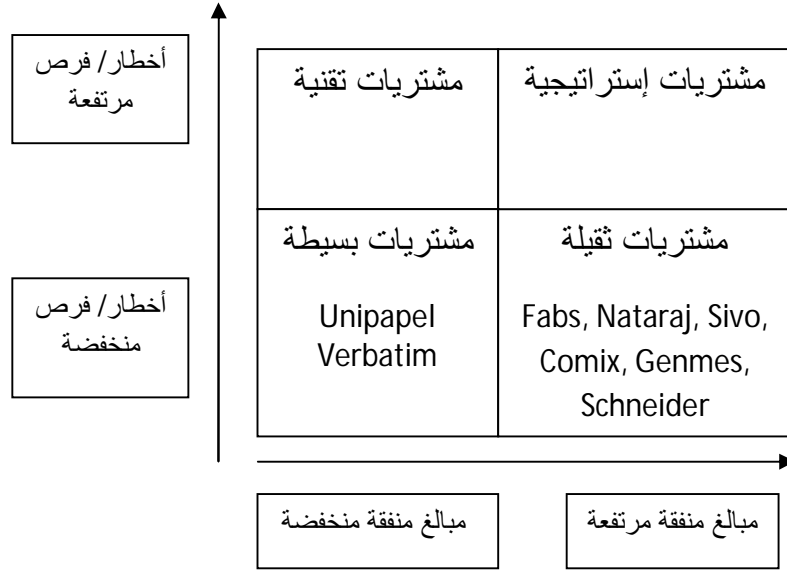 أخطار/ فرص
مرتفعة
مشتريات إستراتيجية
مشتريات تقنية
مشتريات ثقيلة
Fabs, Nataraj, Sivo,
Comix, Genmes,
Schneider
مشتريات بسيطة
Unipapel
Verbatim
أخطار/ فرص
منخفضة
مبالغ منفقة مرتفعة
مبالغ منفقة منخفضة